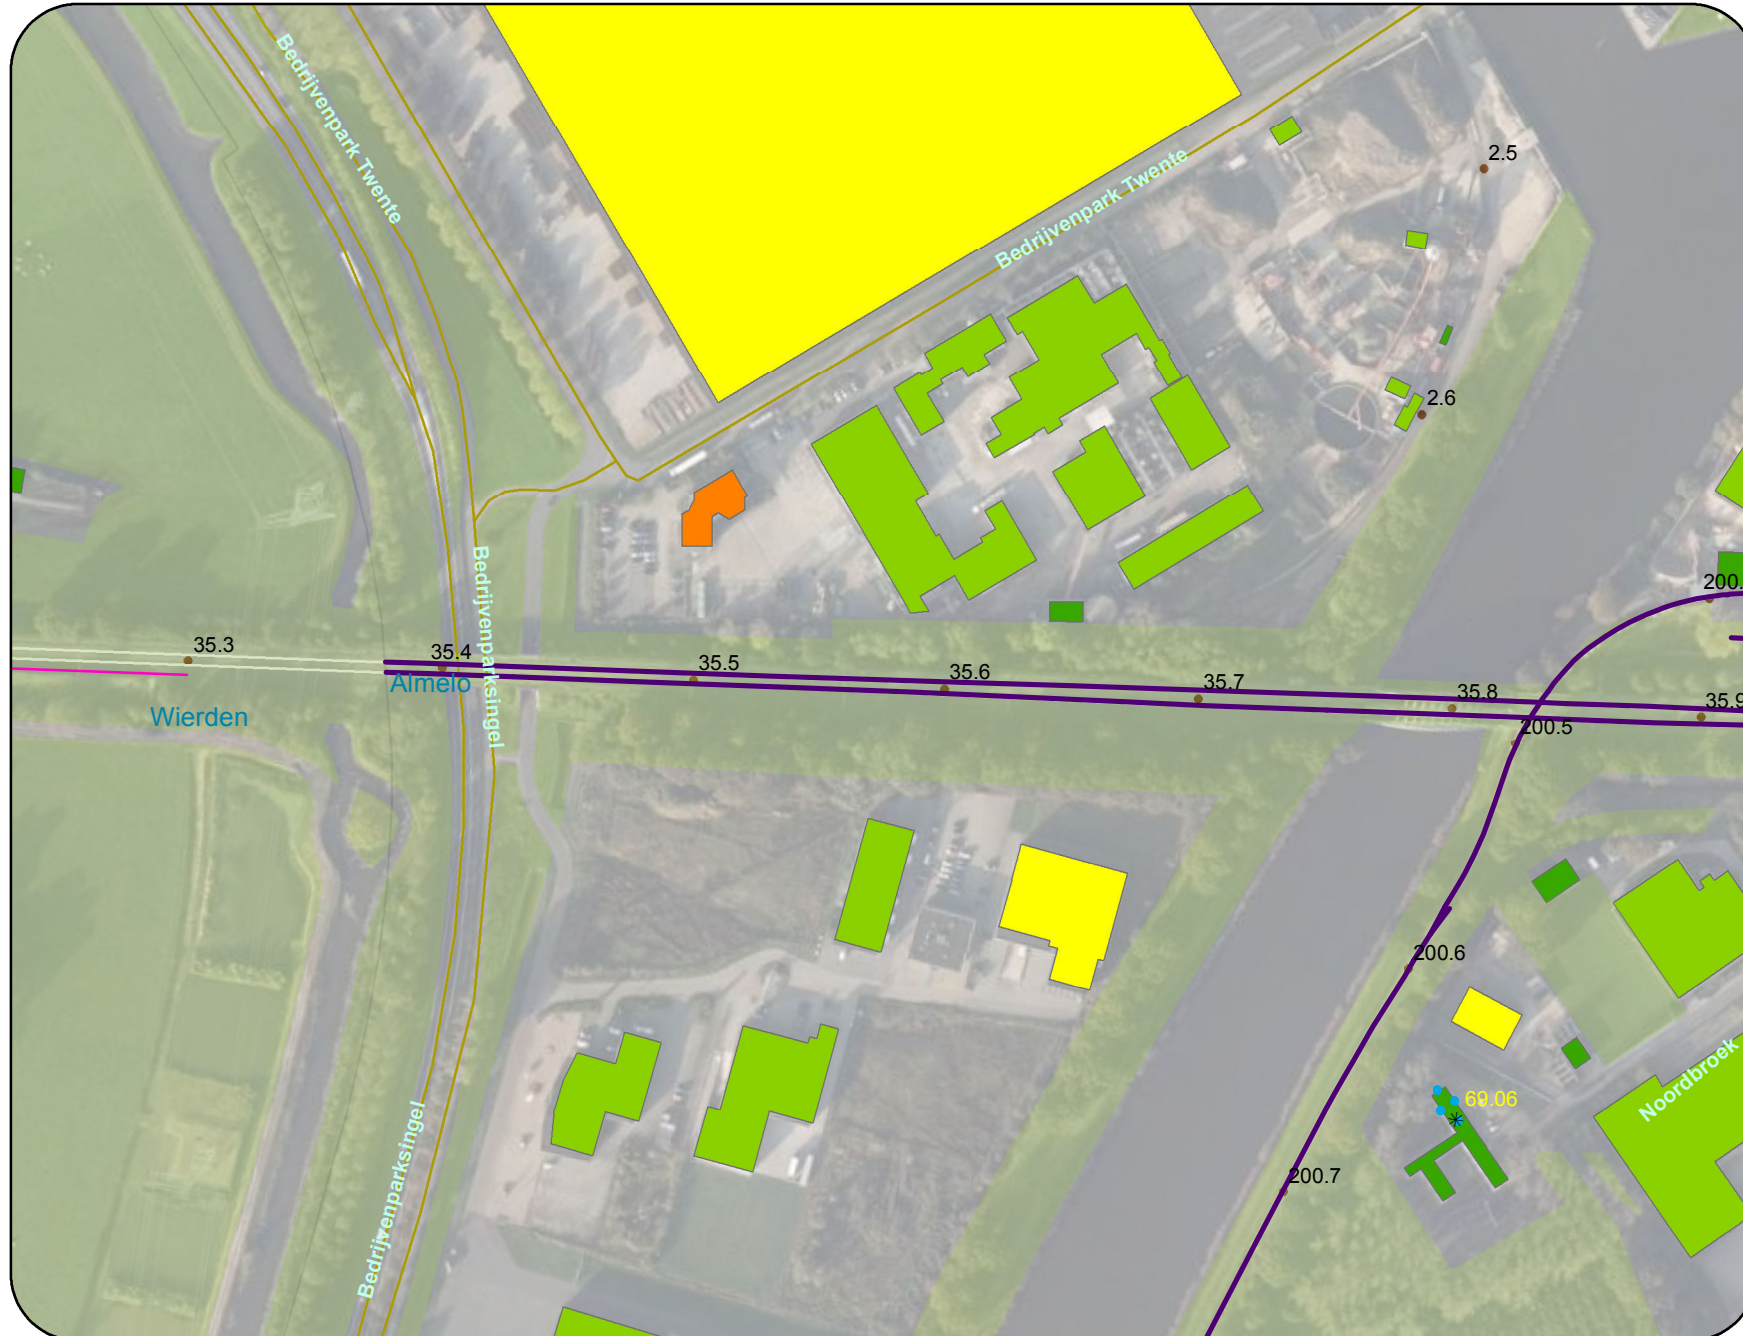 Bedrijvenpark Twente
Bedrijvenpark Twente
2.5
2.6
200.
35.3
35.4
35.5
35.6
35.7
35.8
35.9
Almelo
Wierden
Bedrijvenparksingel
200.5
200.6
69.06
Noordbroek
200.7
Bedrijvenparksingel